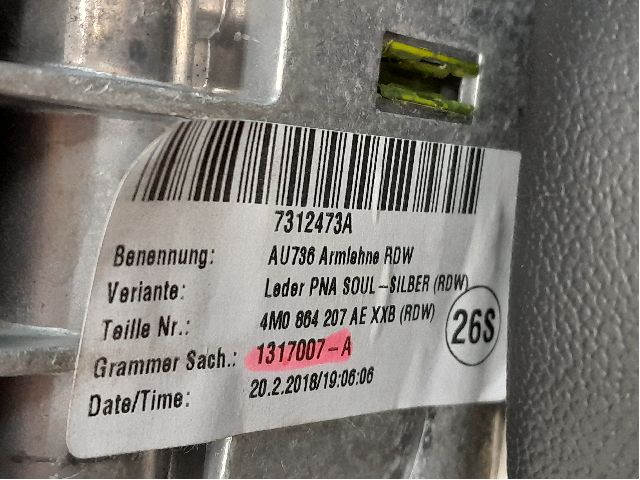 7312473A
Benennung: AU736 Armlehne RDW
Variante: Leder PNA SOUL-SILBER (RDW)
Teille Nr.: 4M0 864 207 AE XXB (RDW)
Grammer Sach.: 1317007-A
Date/Time: 20.2.2018/19:06:06
26S